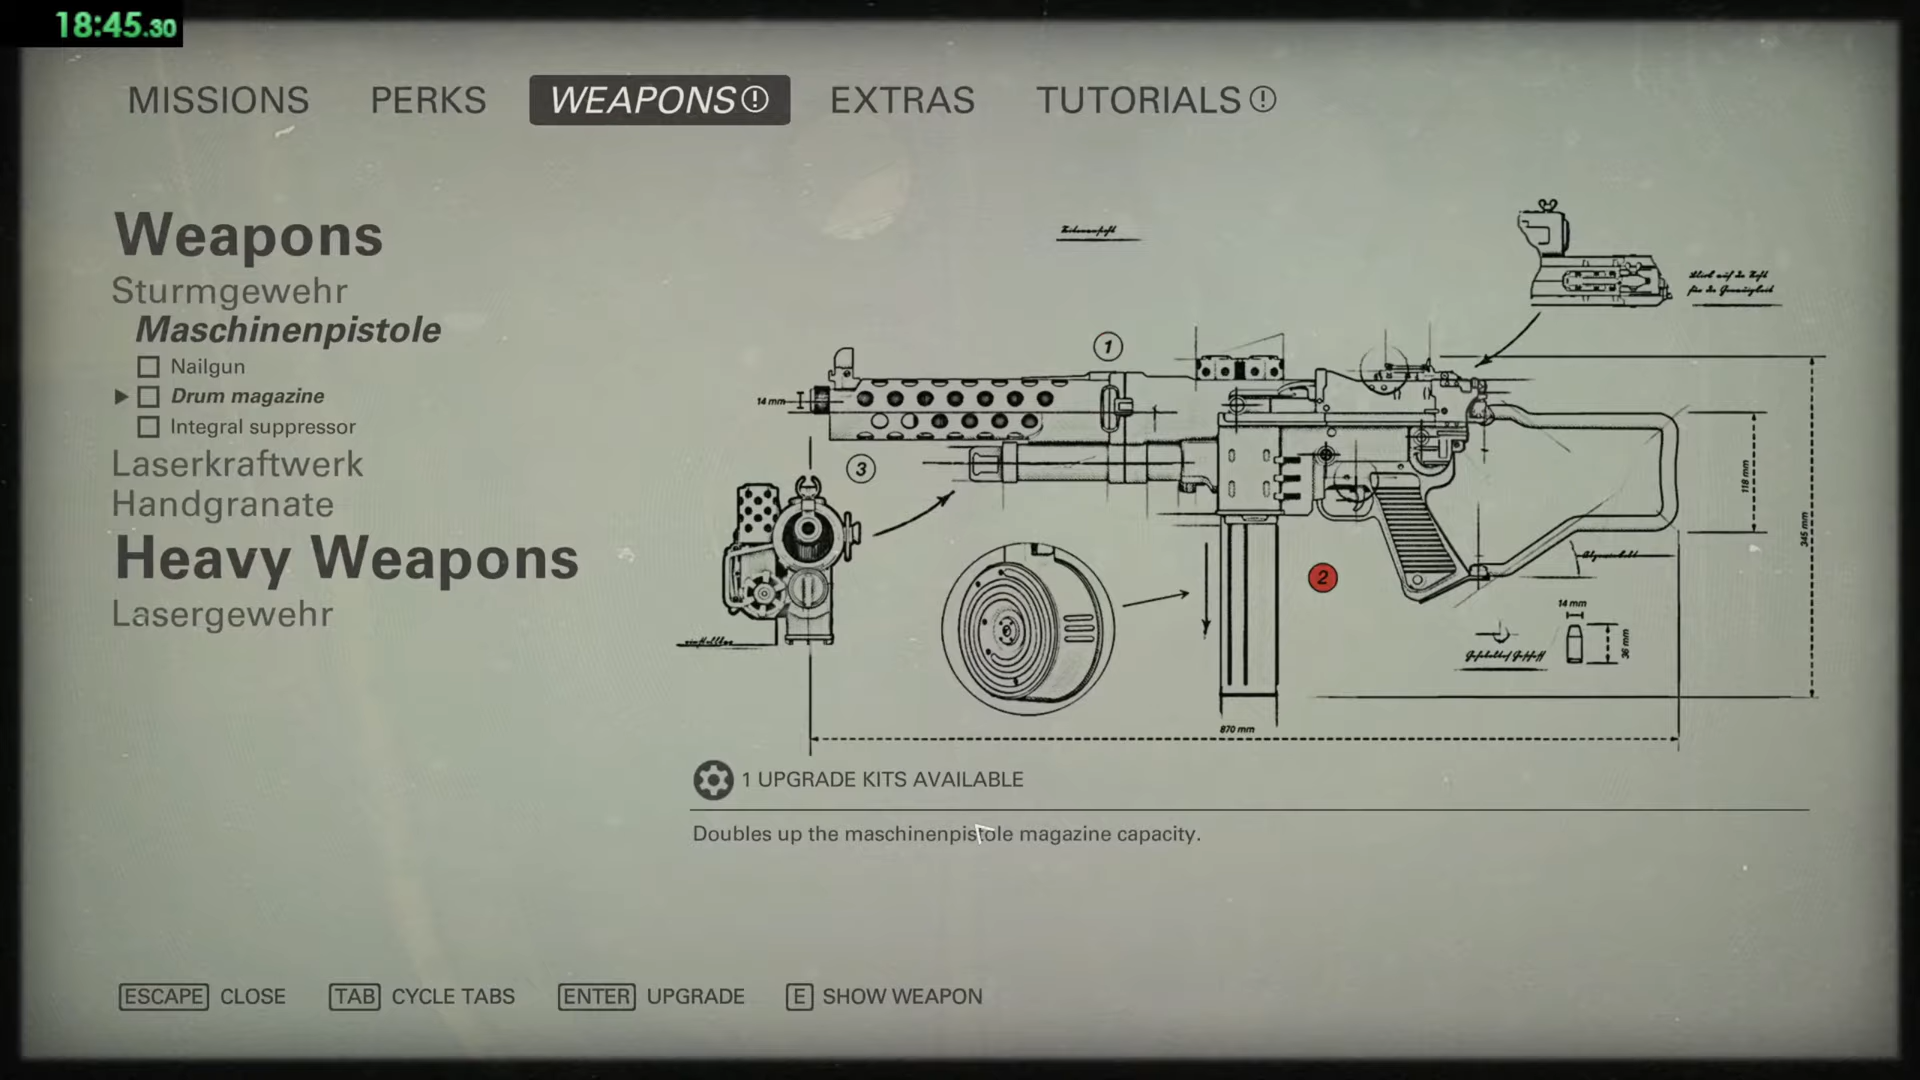 18:45.30
MISSIONS PERKS WEAPONS! EXTRAS TUTORIALS!
Weapons
Sturmgewehr
Maschinenpistole
Nailgun
Drum magazine
Integral suppressor
Laserkraftwerk
Handgranate
Heavy Weapons
Lasergewehr
1
14 mm
3
2
118 mm
345 mm
14 mm
36 mm
870 mm
1 UPGRADE KITS AVAILABLE
Doubles up the maschinenpistole magazine capacity.
ESCAPE CLOSE TAB CYCLE TABS ENTER UPGRADE E SHOW WEAPON